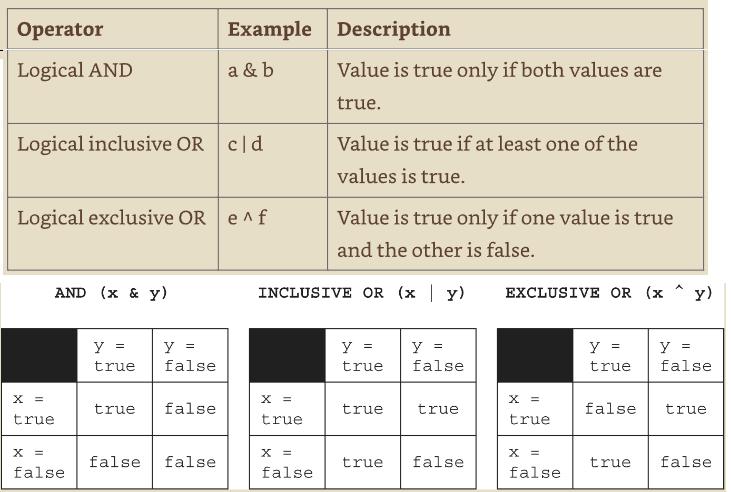 Operator Example Description
Logical AND a & b Value is true only if both values are
true.
Logical inclusive OR c | d Value is true if at least one of the
values is true.
Logical exclusive OR e ^ f Value is true only if one value is true
and the other is false.
AND (x & y) INCLUSIVE OR (x | y) EXCLUSIVE OR (x ^ y)
y = y = y = y = y = y =
true false true false true false
x = x = x =
true true false true true true false true
x = x = x =
false false false false true false false true false